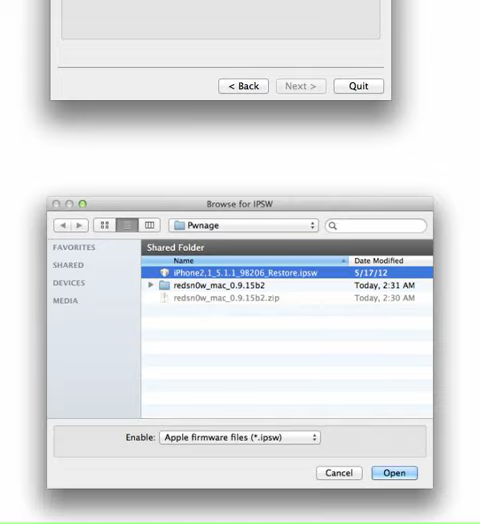 < Back Next > Quit
Browse for IPSW
Pwnage
FAVORITES
SHARED
DEVICES
MEDIA
Shared Folder
Name Date Modified
iPhone2,1_5.1.1_9B206_Restore.ipsw 5/17/12
redsn0w_mac_0.9.15b2 Today, 2:31 AM
redsn0w_mac_0.9.15b2.zip Today, 2:30 AM
Enable: Apple firmware files (*.ipsw)
Cancel Open